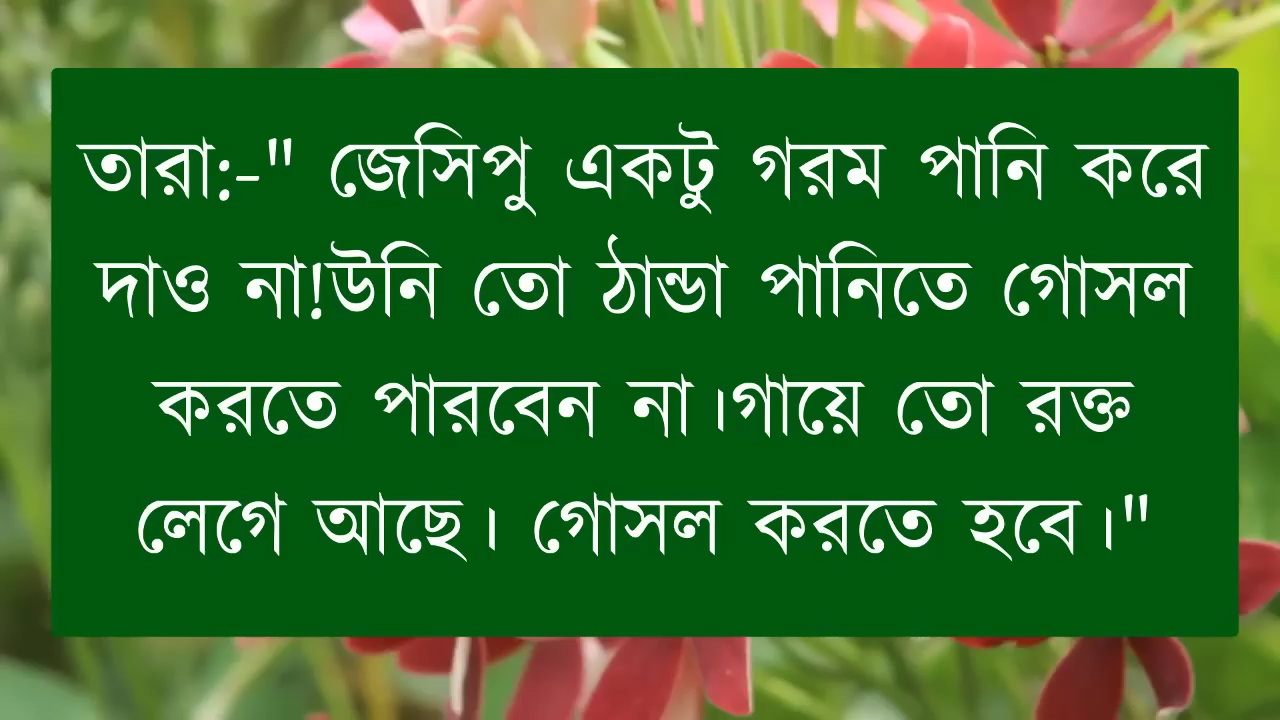 তারা:-" জেসিপু একটু গরম পানি করে
দাও না!উনি তো ঠান্ডা পানিতে গোসল
করতে পারবেন না।গায়ে তো রক্ত
লেগে আছে। গোসল করতে হবে।"